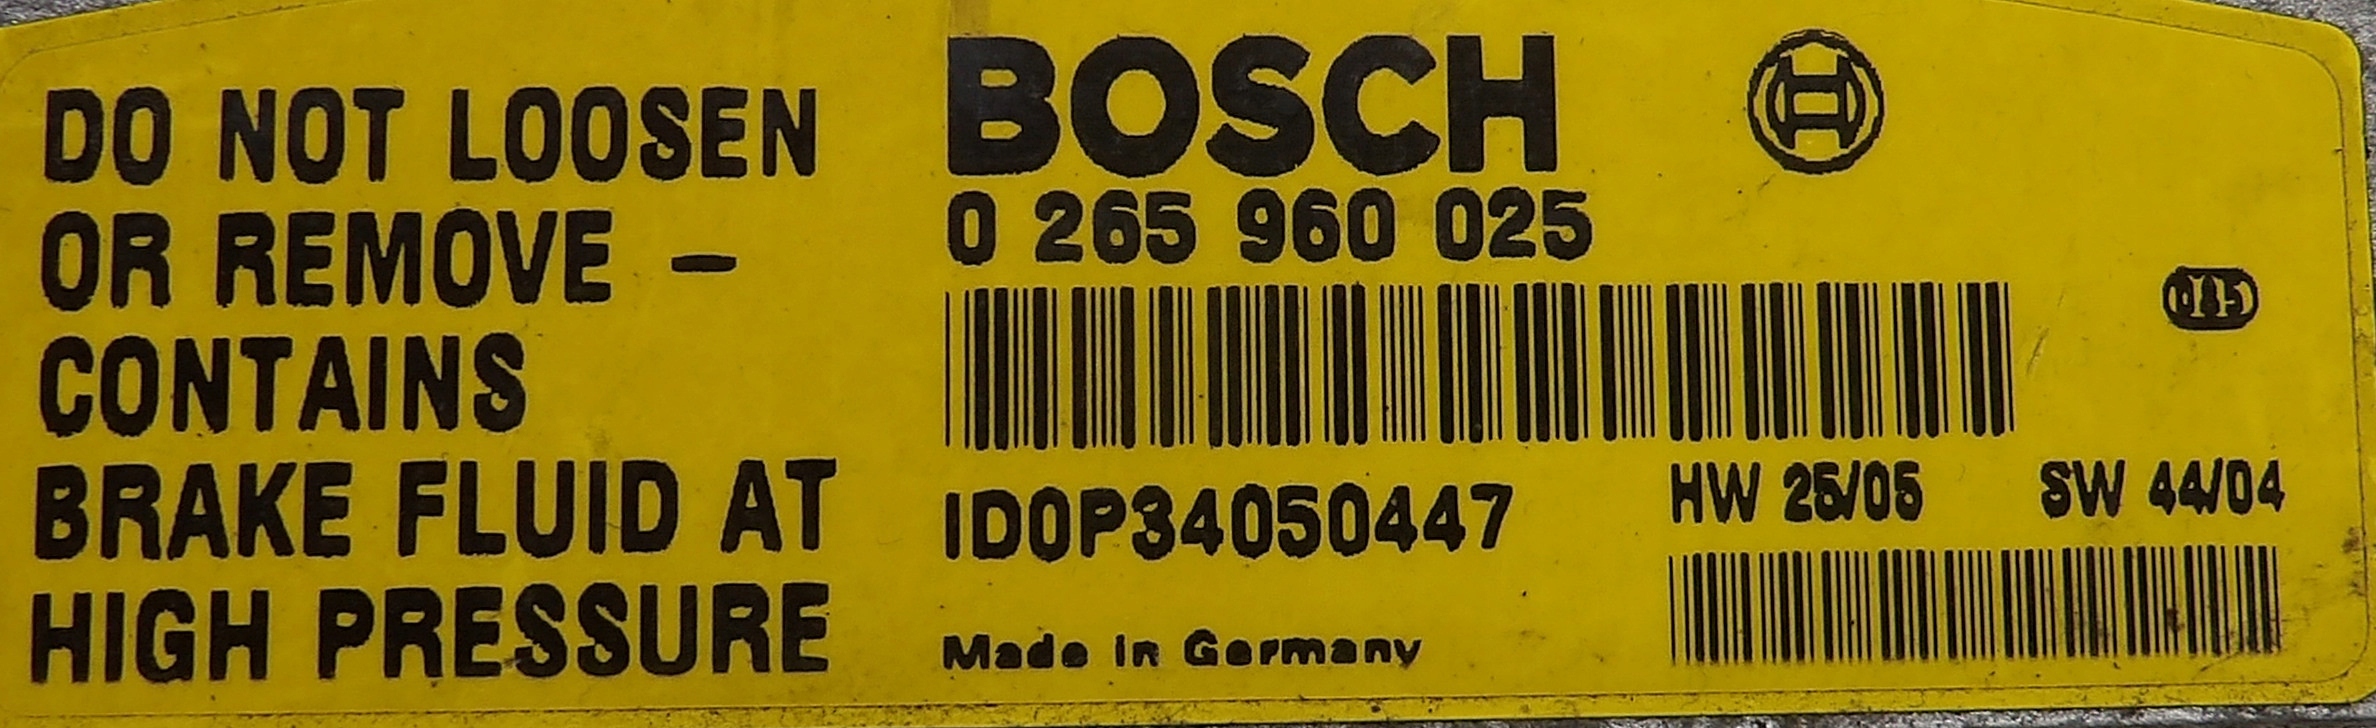 DO NOT LOOSEN
OR REMOVE –
CONTAINS
BRAKE FLUID AT
HIGH PRESSURE
BOSCH
0 265 960 025
ID0P34050447
HW 25/05 SW 44/04
Made in Germany